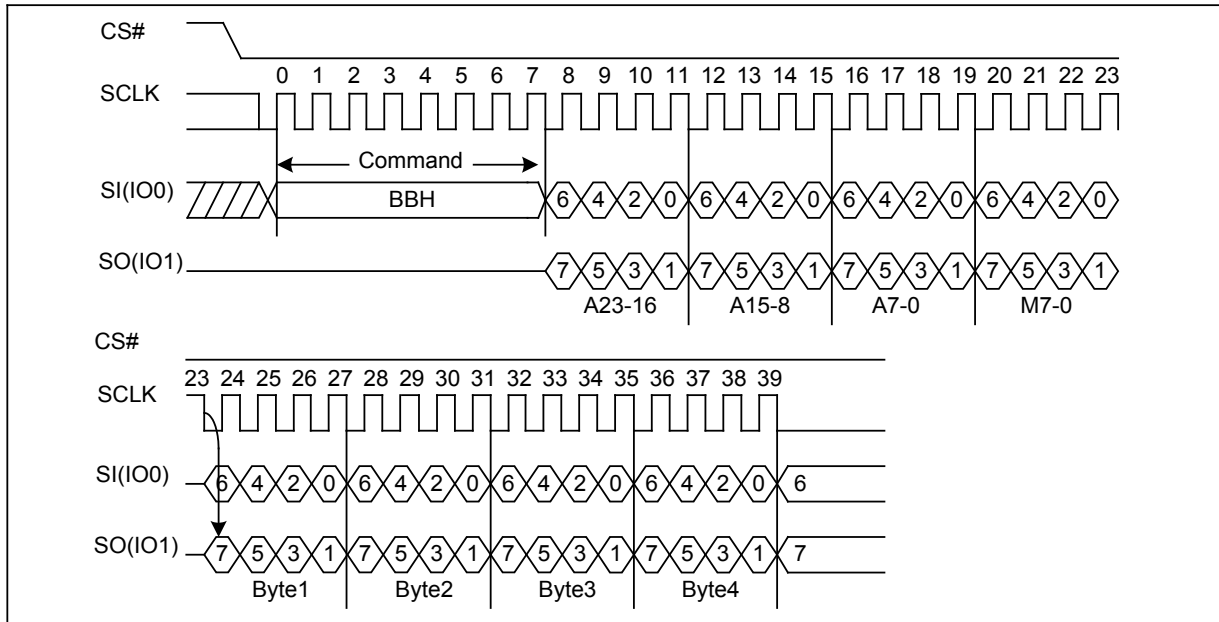 CS#
0 1 2 3 4 5 6 7 8 9 10 11 12 13 14 15 16 17 18 19 20 21 22 23
SCLK
Command
SI(IO0) BBH 6 4 2 0 6 4 2 0 6 4 2 0 6 4 2 0
SO(IO1) 7 5 3 1 7 5 3 1 7 5 3 1 7 5 3 1
A23-16 A15-8 A7-0 M7-0
CS#
23 24 25 26 27 28 29 30 31 32 33 34 35 36 37 38 39
SCLK
SI(IO0) 6 4 2 0 6 4 2 0 6 4 2 0 6 4 2 0 6
SO(IO1) 7 5 3 1 7 5 3 1 7 5 3 1 7 5 3 1 7
Byte1 Byte2 Byte3 Byte4